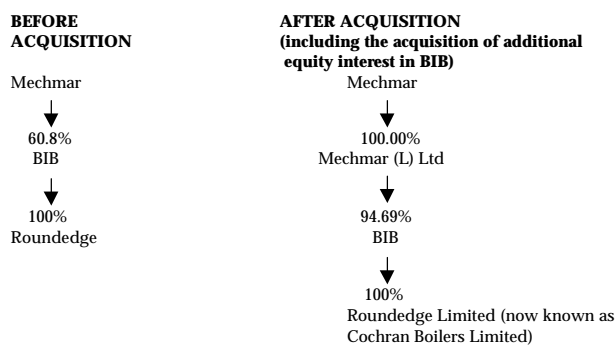 BEFORE
ACQUISITION
Mechmar
60.8%
BIB
100%
Roundedge
AFTER ACQUISITION
(including the acquisition of additional
equity interest in BIB)
Mechmar
100.00%
Mechmar (L) Ltd
94.69%
BIB
100%
Roundedge Limited (now known as
Cochran Boilers Limited)